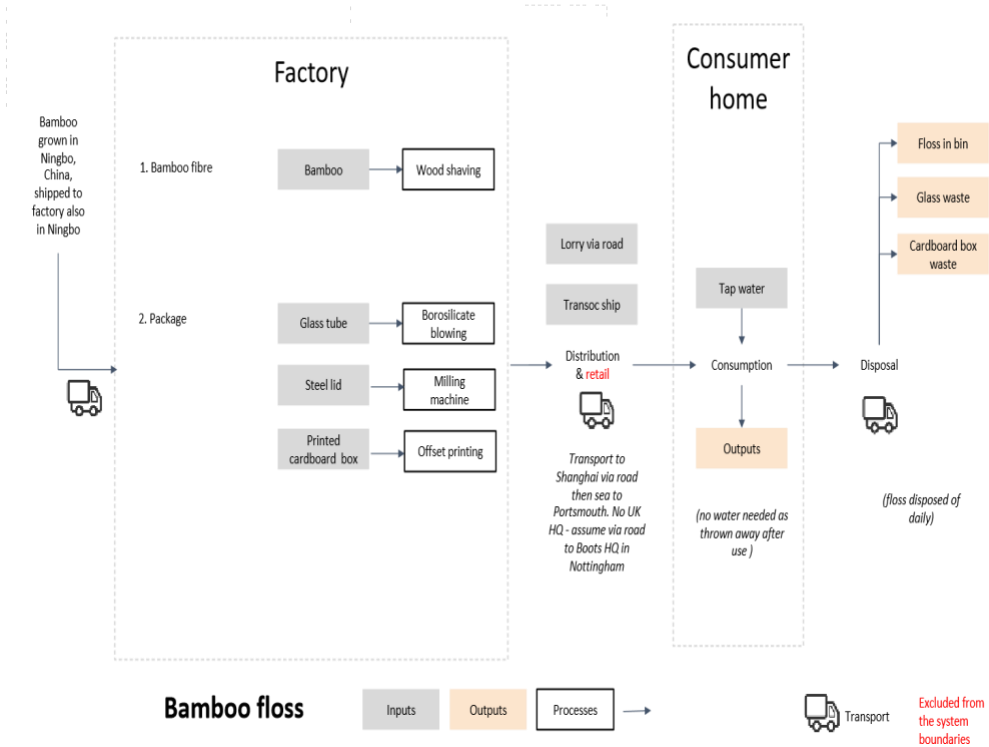 Factory
Consumer
home
Bamboo
grown in
Ningbo,
China,
shipped to
factory also
in Ningbo
1. Bamboo fibre
Bamboo
Wood shaving
2. Package
Glass tube
Borosilicate
blowing
Steel lid
Milling
machine
Printed
cardboard box
Offset printing
Lorry via road
Transoc ship
Distribution
& retail
Transport to
Shanghai via road
then sea to
Portsmouth. No UK
HQ - assume via road
to Boots HQ in
Nottingham
Tap water
Consumption
Outputs
(no water needed as
thrown away after
use )
Floss in bin
Glass waste
Cardboard box
waste
Disposal
(floss disposed of
daily)
Bamboo floss
Inputs
Outputs
Processes
Transport
Excluded from
the system
boundaries